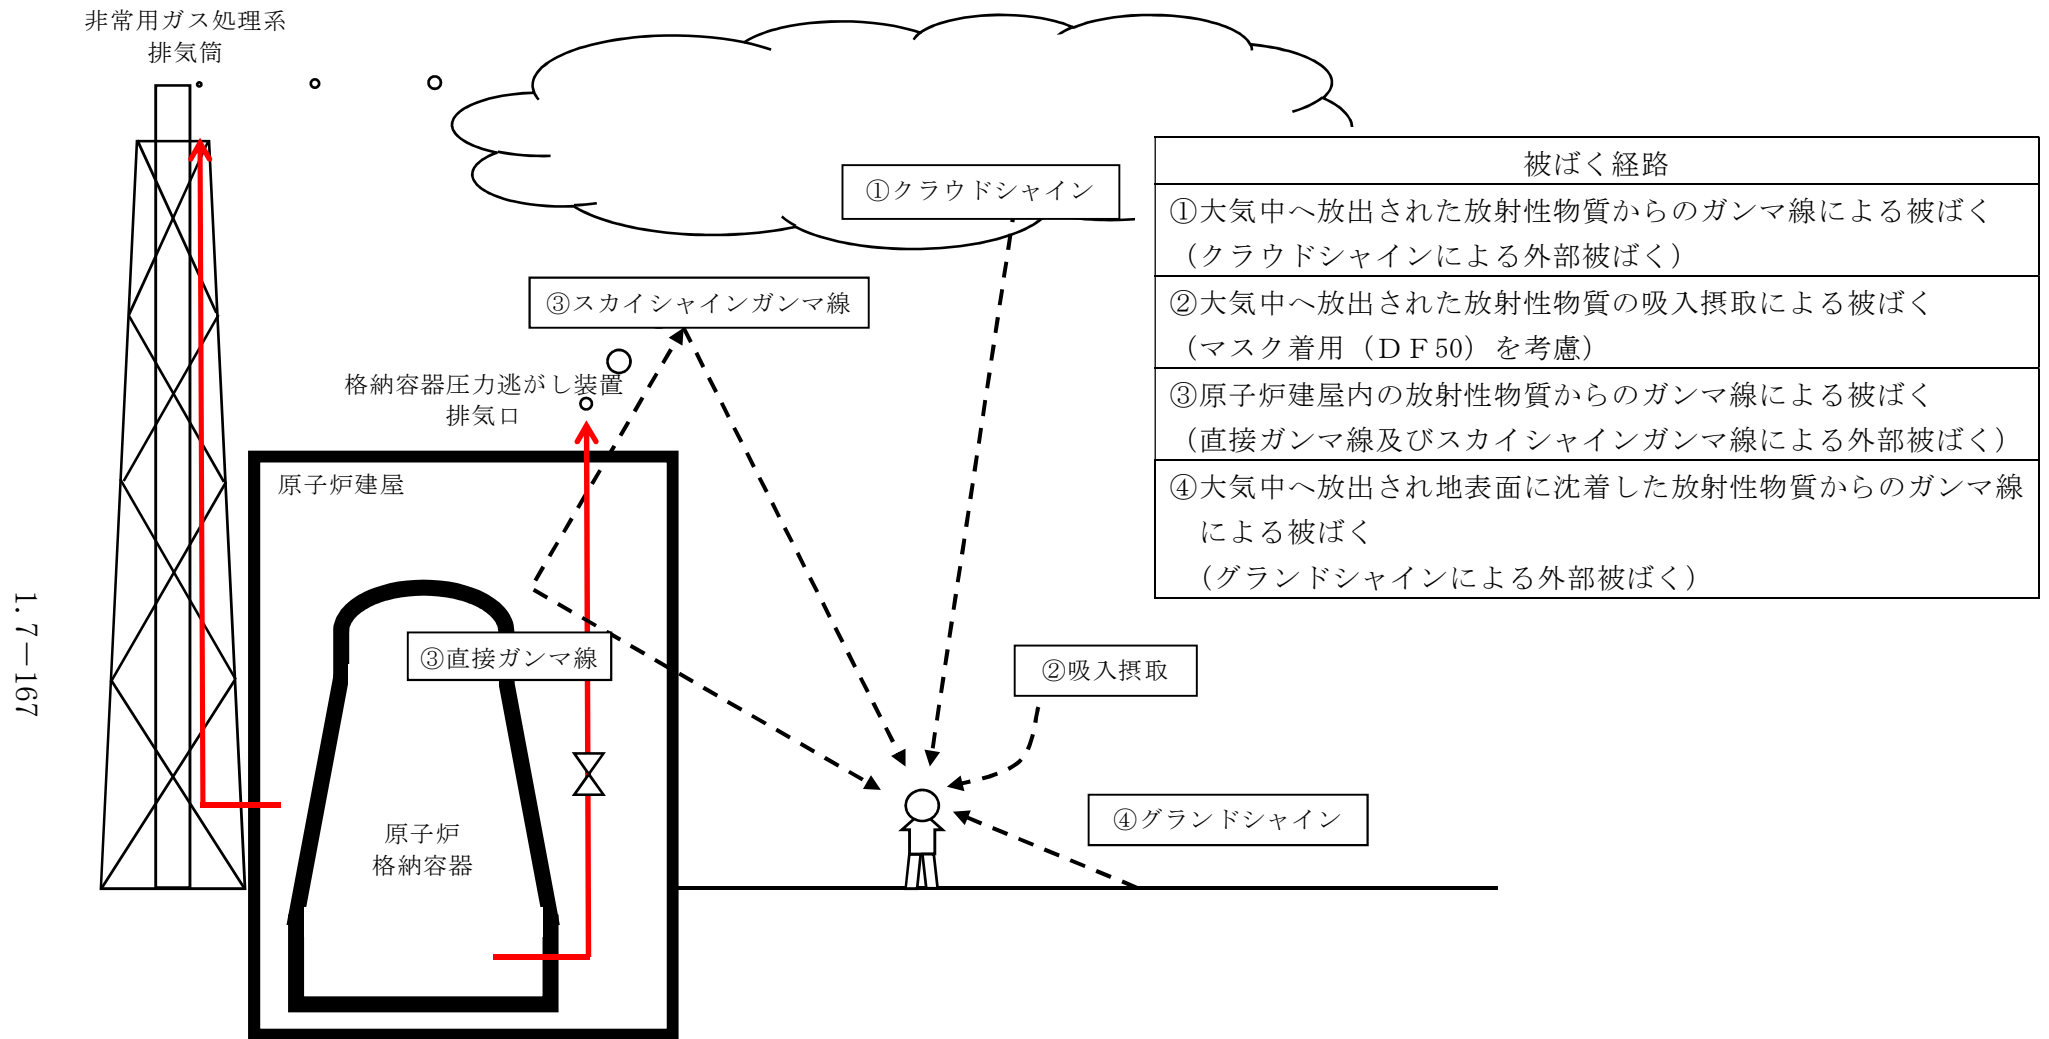 非常用ガス処理系
排気筒
①クラウドシャイン
③スカイシャインガンマ線
格納容器圧力逃がし装置
排気口
原子炉建屋
③直接ガンマ線
原子炉
格納容器
②吸入摂取
④グランドシャイン
被ばく経路
①大気中へ放出された放射性物質からのガンマ線による被ばく
（クラウドシャインによる外部被ばく）
②大気中へ放出された放射性物質の吸入摂取による被ばく
（マスク着用（ＤＦ50）を考慮）
③原子炉建屋内の放射性物質からのガンマ線による被ばく
（直接ガンマ線及びスカイシャインガンマ線による外部被ばく）
④大気中へ放出され地表面に沈着した放射性物質からのガンマ線
による被ばく
（グランドシャインによる外部被ばく）
1.7－167